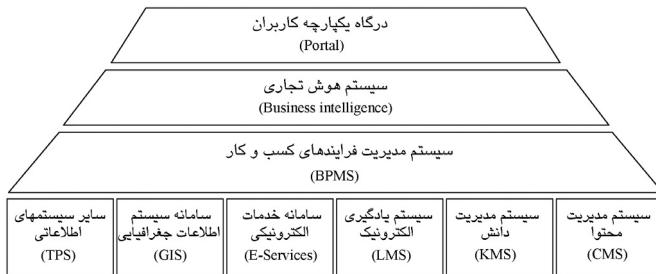 درگاه یکپارچه کاربران
(Portal)
سیستم هوش تجاری
(Business intelligence)
سیستم مدیریت فرایندهای کسب و کار
(BPMS)
سیستم مدیریت
محتوا
(CMS)
سیستم مدیریت
دانش
(KMS)
سیستم یادگیری
الکترونیک
(LMS)
سامانه خدمات
الکترونیکی
(E-Services)
سامانه سیستم
اطلاعات جغرافیایی
(GIS)
سایر سیستمهای
اطلاعاتی
(TPS)